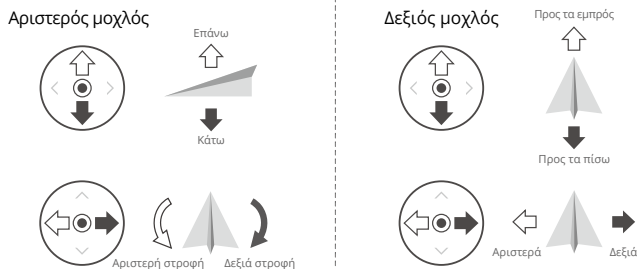 Αριστερός μοχλός
Επάνω
Κάτω
Αριστερή στροφή
Δεξιά στροφή
Δεξιός μοχλός
Προς τα εμπρός
Προς τα πίσω
Αριστερά
Δεξιά